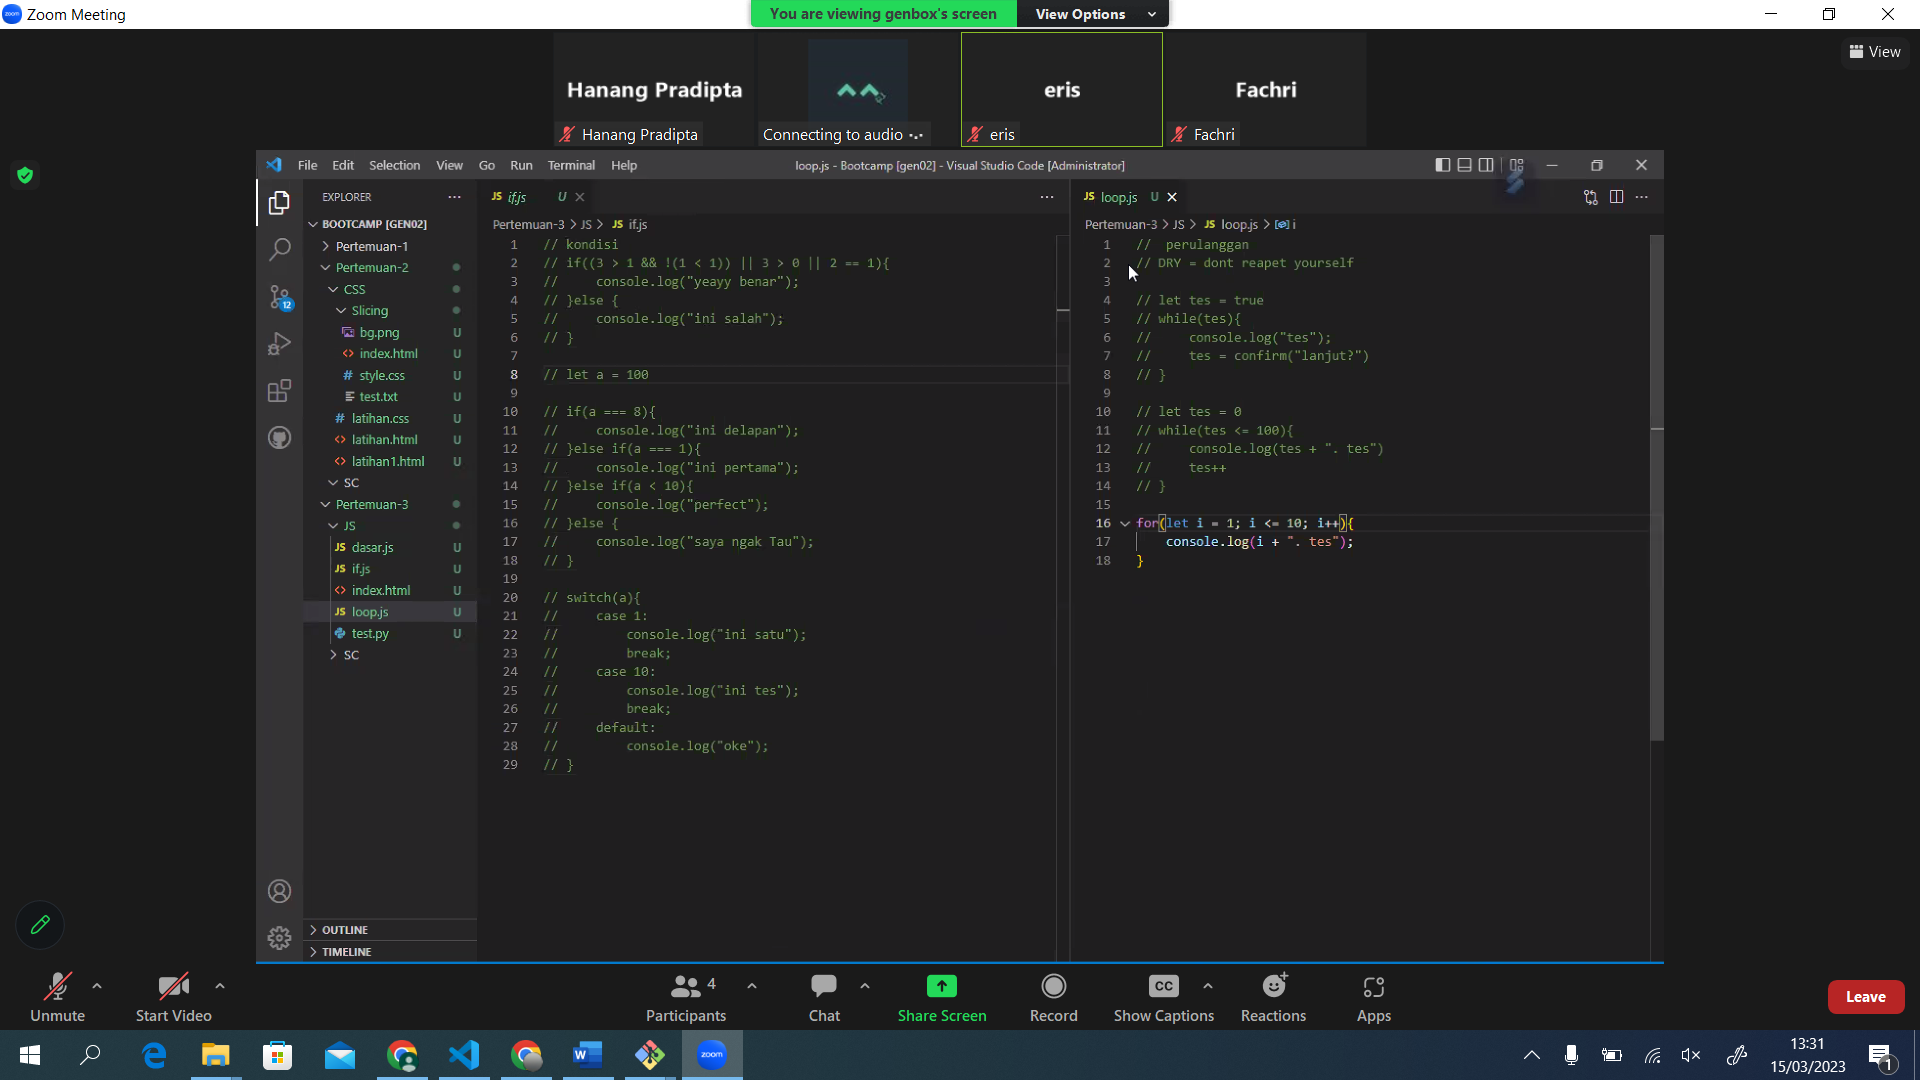 Zoom Meeting
You are viewing genbox's screen View Options
View
Hanang Pradipta
eris
Fachri
Hanang Pradipta
Connecting to audio
eris
Fachri
File Edit Selection View Go Run Terminal Help
loop.js - Bootcamp [gen02] - Visual Studio Code [Administrator]
EXPLORER
BOOTCAMP [GEN02]
Pertemuan-1
Pertemuan-2
CSS
Slicing
bg.png U
index.html U
style.css U
test.txt U
latihan.css U
latihan.html U
latihan1.html U
SC
Pertemuan-3
JS
dasar.js U
if.js U
index.html U
loop.js U
test.py U
SC
OUTLINE
TIMELINE
12
JS if.js U
Pertemuan-3 > JS > JS if.js
1 // kondisi
2 // if((3 > 1 && !(1 < 1)) || 3 > 0 || 2 == 1){
3 //     console.log("yeayy benar");
4 // }else {
5 //     console.log("ini salah");
6 // }
7
8 // let a = 100
9
10 // if(a === 8){
11 //     console.log("ini delapan");
12 // }else if(a === 1){
13 //     console.log("ini pertama");
14 // }else if(a < 10){
15 //     console.log("perfect");
16 // }else {
17 //     console.log("saya ngak Tau");
18 // }
19
20 // switch(a){
21 //     case 1:
22 //         console.log("ini satu");
23 //         break;
24 //     case 10:
25 //         console.log("ini tes");
26 //         break;
27 //     default:
28 //         console.log("oke");
29 // }
JS loop.js U
Pertemuan-3 > JS > JS loop.js > i
1 //  perulanggan
2 // DRY = dont reapet yourself
3
4 // let tes = true
5 // while(tes){
6 //     console.log("tes");
7 //     tes = confirm("lanjut?")
8 // }
9
10 // let tes = 0
11 // while(tes <= 100){
12 //     console.log(tes + ". tes")
13 //     tes++
14 // }
15
16 for(let i = 1; i <= 10; i++){
17     console.log(i + ". tes");
18 }
Unmute
Start Video
Participants 4
Chat
Share Screen
Record
CC
Show Captions
Reactions
Apps
Leave
zoom
13:31
15/03/2023
1